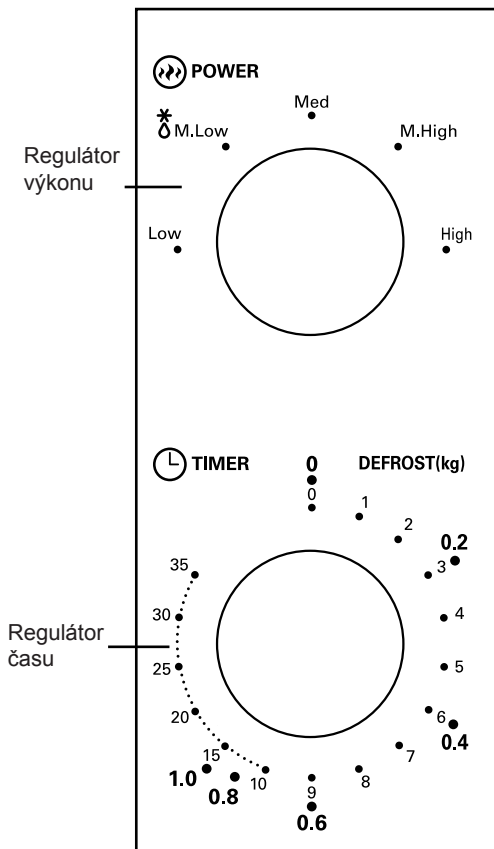 POWER
Med
M.Low
M.High
Regulátor
výkonu
Low
High
TIMER
0
DEFROST(kg)
0
1
2
0.2
3
35
4
30
Regulátor
času
5
25
6
20
0.4
7
15
1.0
10
8
0.8
9
0.6